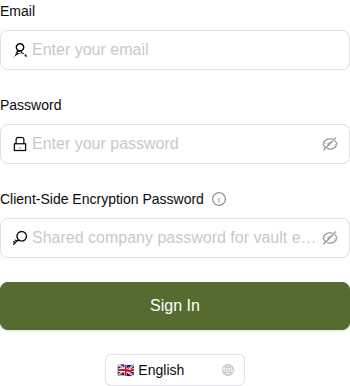 Email
Enter your email
Password
Enter your password
Client-Side Encryption Password
Shared company password for vault e…
Sign In
English